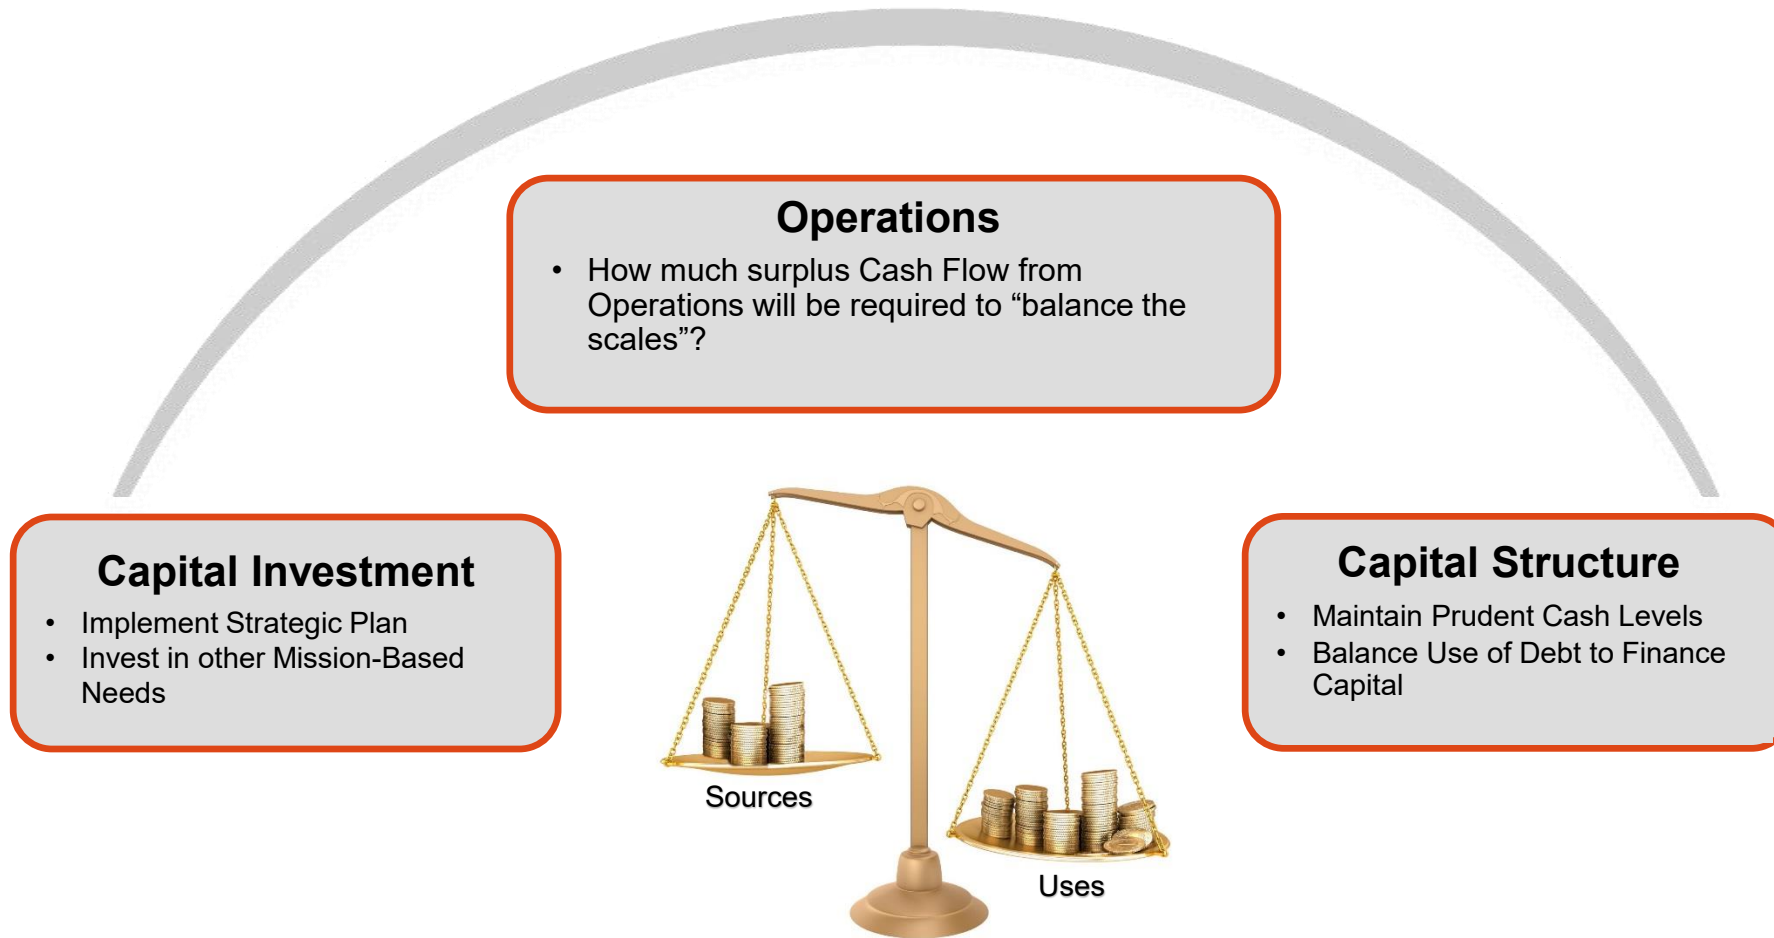 Operations
• How much surplus Cash Flow from
Operations will be required to “balance the
scales”?
Capital Investment
• Implement Strategic Plan
• Invest in other Mission-Based
Needs
Capital Structure
• Maintain Prudent Cash Levels
• Balance Use of Debt to Finance
Capital
Sources
Uses